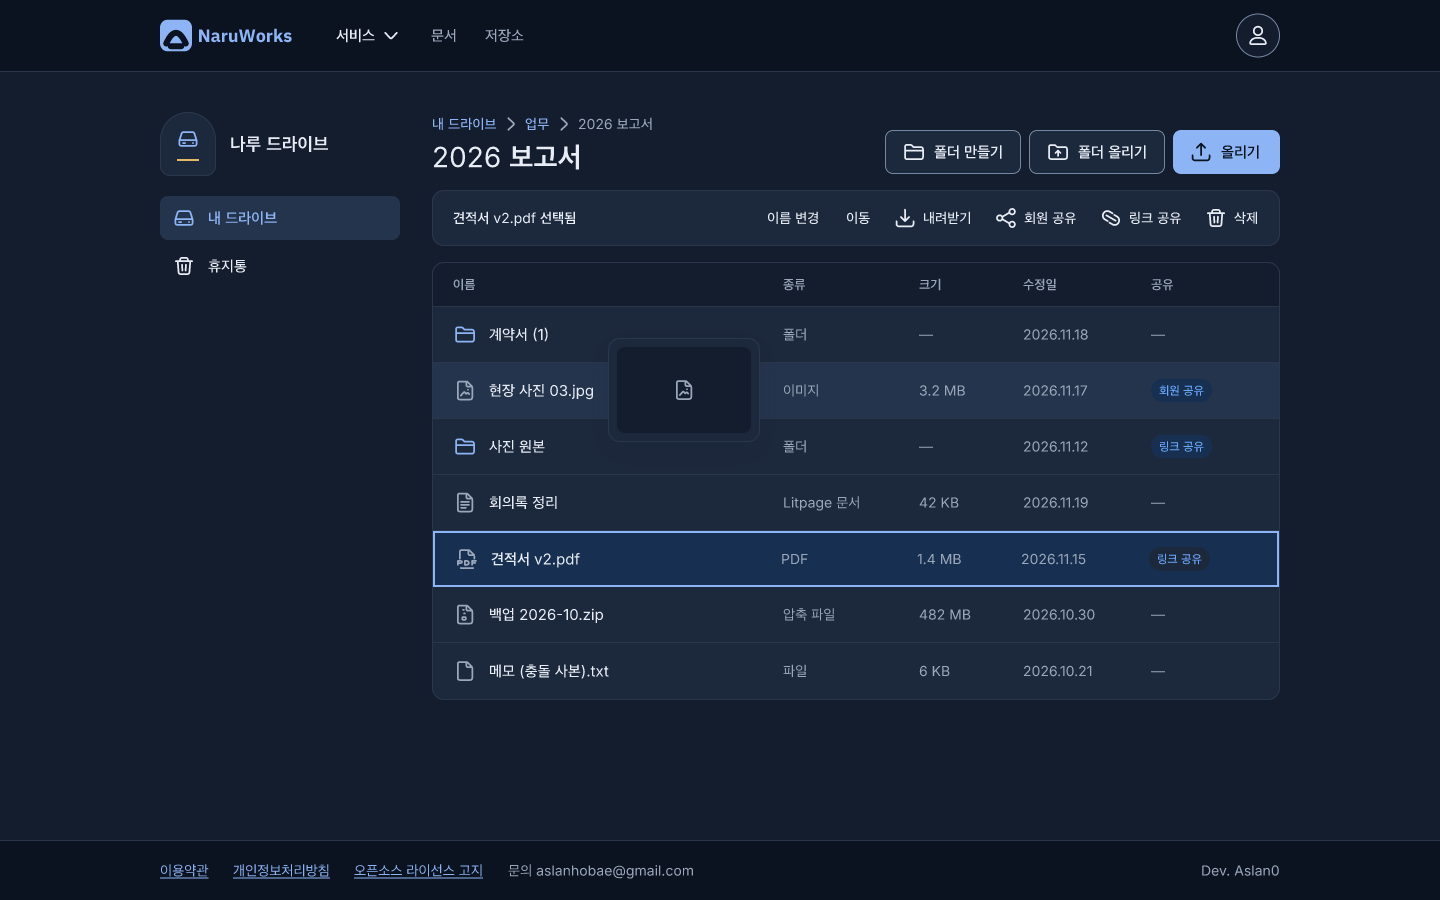 NaruWorks 서비스 문서 저장소
나루 드라이브
내 드라이브
휴지통
내 드라이브 업무 2026 보고서
2026 보고서
폴더 만들기 폴더 올리기 올리기
견적서 v2.pdf 선택됨 이름 변경 이동 내려받기 회원 공유 링크 공유 삭제
이름 종류 크기 수정일 공유
계약서 (1) 폴더 — 2026.11.18 —
현장 사진 03.jpg 이미지 3.2 MB 2026.11.17 회원 공유
사진 원본 폴더 — 2026.11.12 링크 공유
회의록 정리 Litpage 문서 42 KB 2026.11.19 —
PDF 견적서 v2.pdf PDF 1.4 MB 2026.11.15 링크 공유
백업 2026-10.zip 압축 파일 482 MB 2026.10.30 —
메모 (충돌 사본).txt 파일 6 KB 2026.10.21 —
이용약관 개인정보처리방침 오픈소스 라이선스 고지 문의 aslanhobae@gmail.com Dev. Aslan0